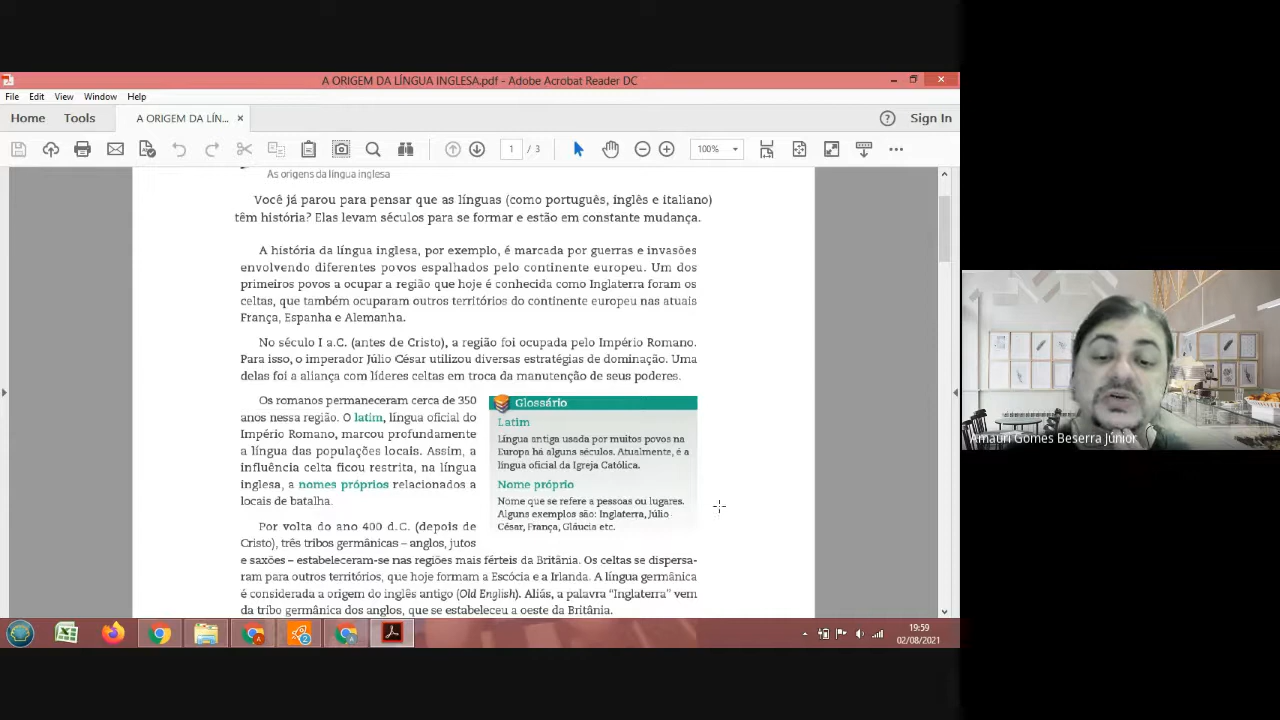 A ORIGEM DA LÍNGUA INGLESA.pdf - Adobe Acrobat Reader DC
File Edit View Window Help
Home Tools A ORIGEM DA LÍN... × Sign In
1 / 3 100%
As origens da língua inglesa
Você já parou para pensar que as línguas (como português, inglês e italiano)
têm história? Elas levam séculos para se formar e estão em constante mudança.
A história da língua inglesa, por exemplo, é marcada por guerras e invasões
envolvendo diferentes povos espalhados pelo continente europeu. Um dos
primeiros povos a ocupar a região que hoje é conhecida como Inglaterra foram os
celtas, que também ocuparam outros territórios do continente europeu nas atuais
França, Espanha e Alemanha.
No século I a.C. (antes de Cristo), a região foi ocupada pelo Império Romano.
Para isso, o imperador Júlio César utilizou diversas estratégias de dominação. Uma
delas foi a aliança com líderes celtas em troca da manutenção de seus poderes.
Os romanos permaneceram cerca de 350
anos nessa região. O latim, língua oficial do
Império Romano, marcou profundamente
a língua das populações locais. Assim, a
influência celta ficou restrita, na língua
inglesa, a nomes próprios relacionados a
locais de batalha.
Glossário
Latim
Língua antiga usada por muitos povos na
Europa há alguns séculos. Atualmente, é a
língua oficial da Igreja Católica.
Nome próprio
Nome que se refere a pessoas ou lugares.
Alguns exemplos são: Inglaterra, Júlio
César, França, Gláucia etc.
Por volta do ano 400 d.C. (depois de
Cristo), três tribos germânicas – anglos, jutos
e saxões – estabeleceram-se nas regiões mais férteis da Britânia. Os celtas se dispersa-
ram para outros territórios, que hoje formam a Escócia e a Irlanda. A língua germânica
é considerada a origem do inglês antigo (Old English). Aliás, a palavra “Inglaterra” vem
da tribo germânica dos anglos, que se estabeleceu a oeste da Britânia.
Amauri Gomes Beserra Júnior
19:59
02/08/2021